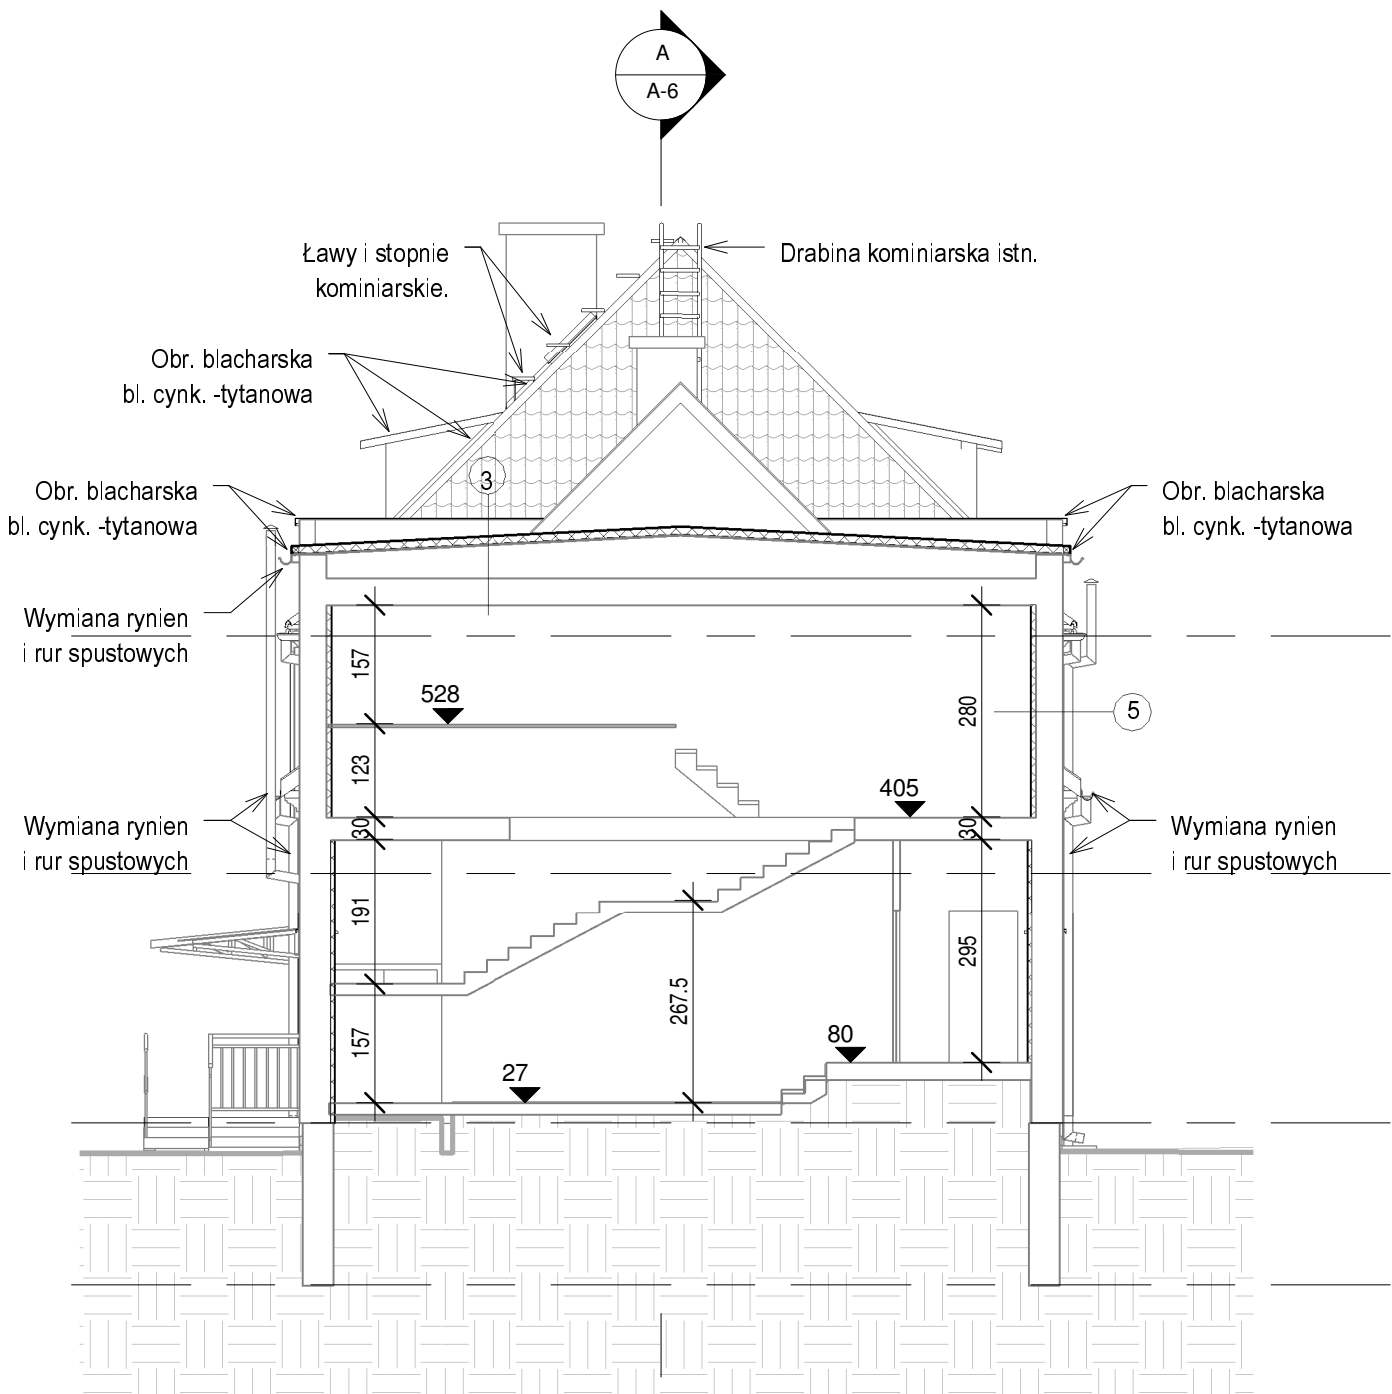 A
A-6
Ławy i stopnie
kominiarskie.
Drabina kominiarska istn.
Obr. blacharska
bl. cynk. -tytanowa
3
Obr. blacharska
bl. cynk. -tytanowa
Obr. blacharska
bl. cynk. -tytanowa
Wymiana rynien
i rur spustowych
157
528
280
5
123
405
30
30
Wymiana rynien
i rur spustowych
Wymiana rynien
i rur spustowych
191
295
267.5
157
80
27